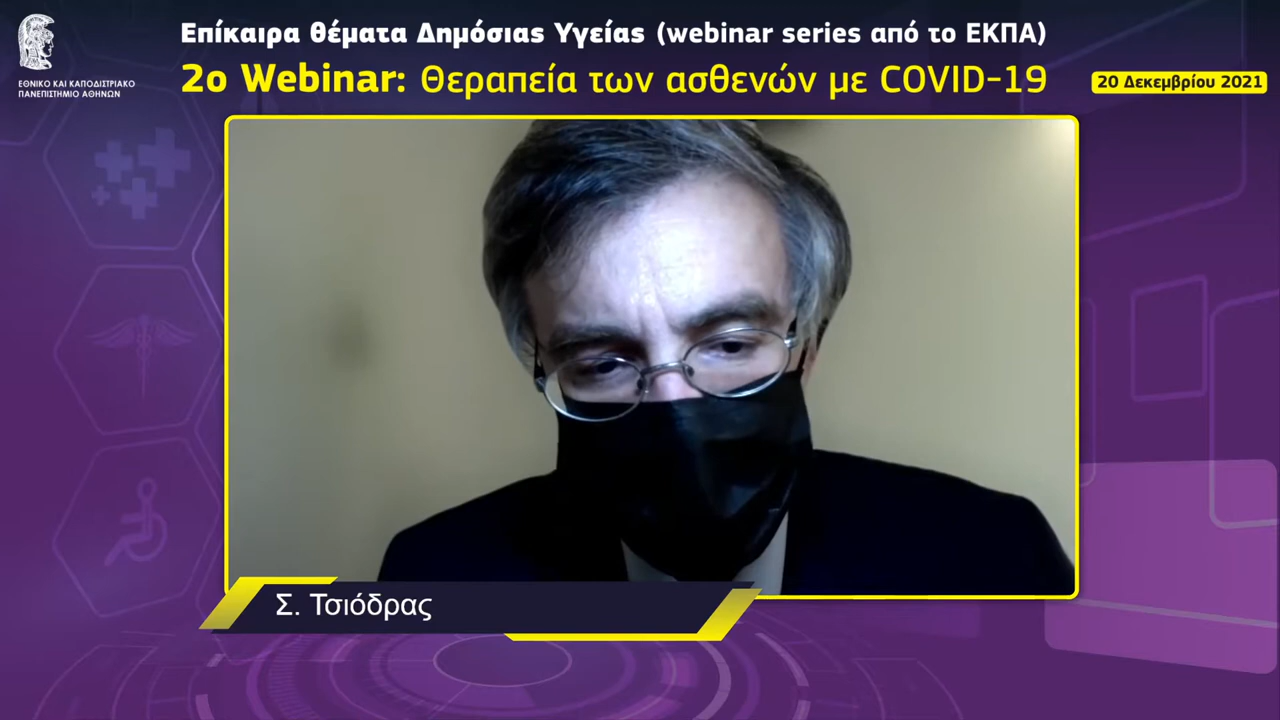 Επίκαιρα θέματα Δημόσιας Υγείας (webinar series από το ΕΚΠΑ)
2ο Webinar: Θεραπεία των ασθενών με COVID-19
20 Δεκεμβρίου 2021
ΕΘΝΙΚΟ ΚΑΙ ΚΑΠΟΔΙΣΤΡΙΑΚΟ
ΠΑΝΕΠΙΣΤΗΜΙΟ ΑΘΗΝΩΝ
Σ. Τσιόδρας